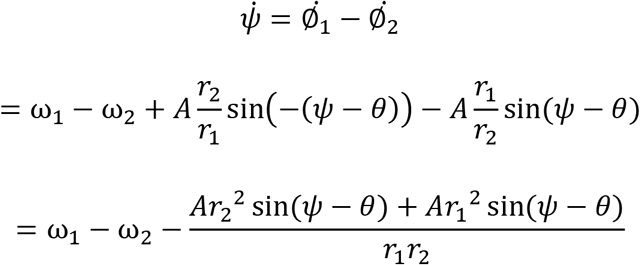 ψ̇ = ∅̇₁ − ∅̇₂
= ω₁ − ω₂ + A r₂/r₁ sin(−(ψ − θ)) − A r₁/r₂ sin(ψ − θ)
= ω₁ − ω₂ − (Ar₂² sin(ψ − θ) + Ar₁² sin(ψ − θ))/(r₁r₂)